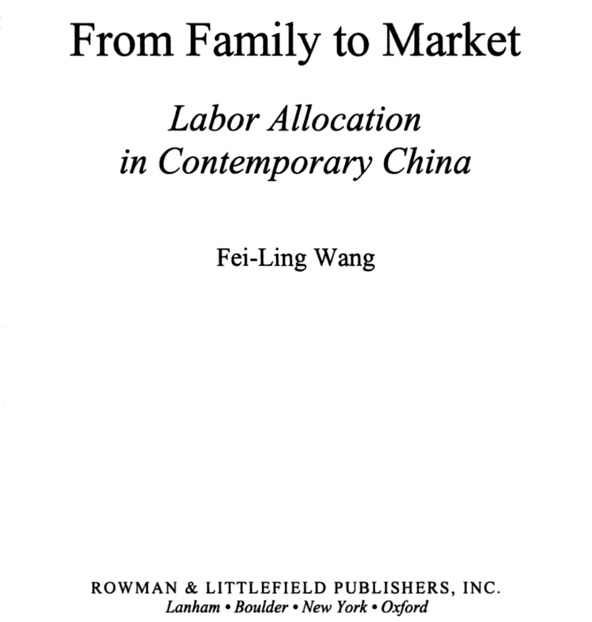 From Family to Market
Labor Allocation
in Contemporary China
Fei-Ling Wang
ROWMAN & LITTLEFIELD PUBLISHERS, INC.
Lanham • Boulder • New York • Oxford